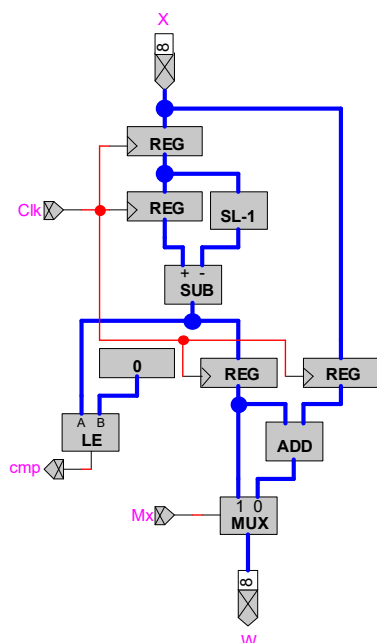 X
8
REG
Clk
REG
SL-1
+ -
SUB
0
REG
REG
A B
LE
ADD
cmp
Mx
1 0
MUX
8
W